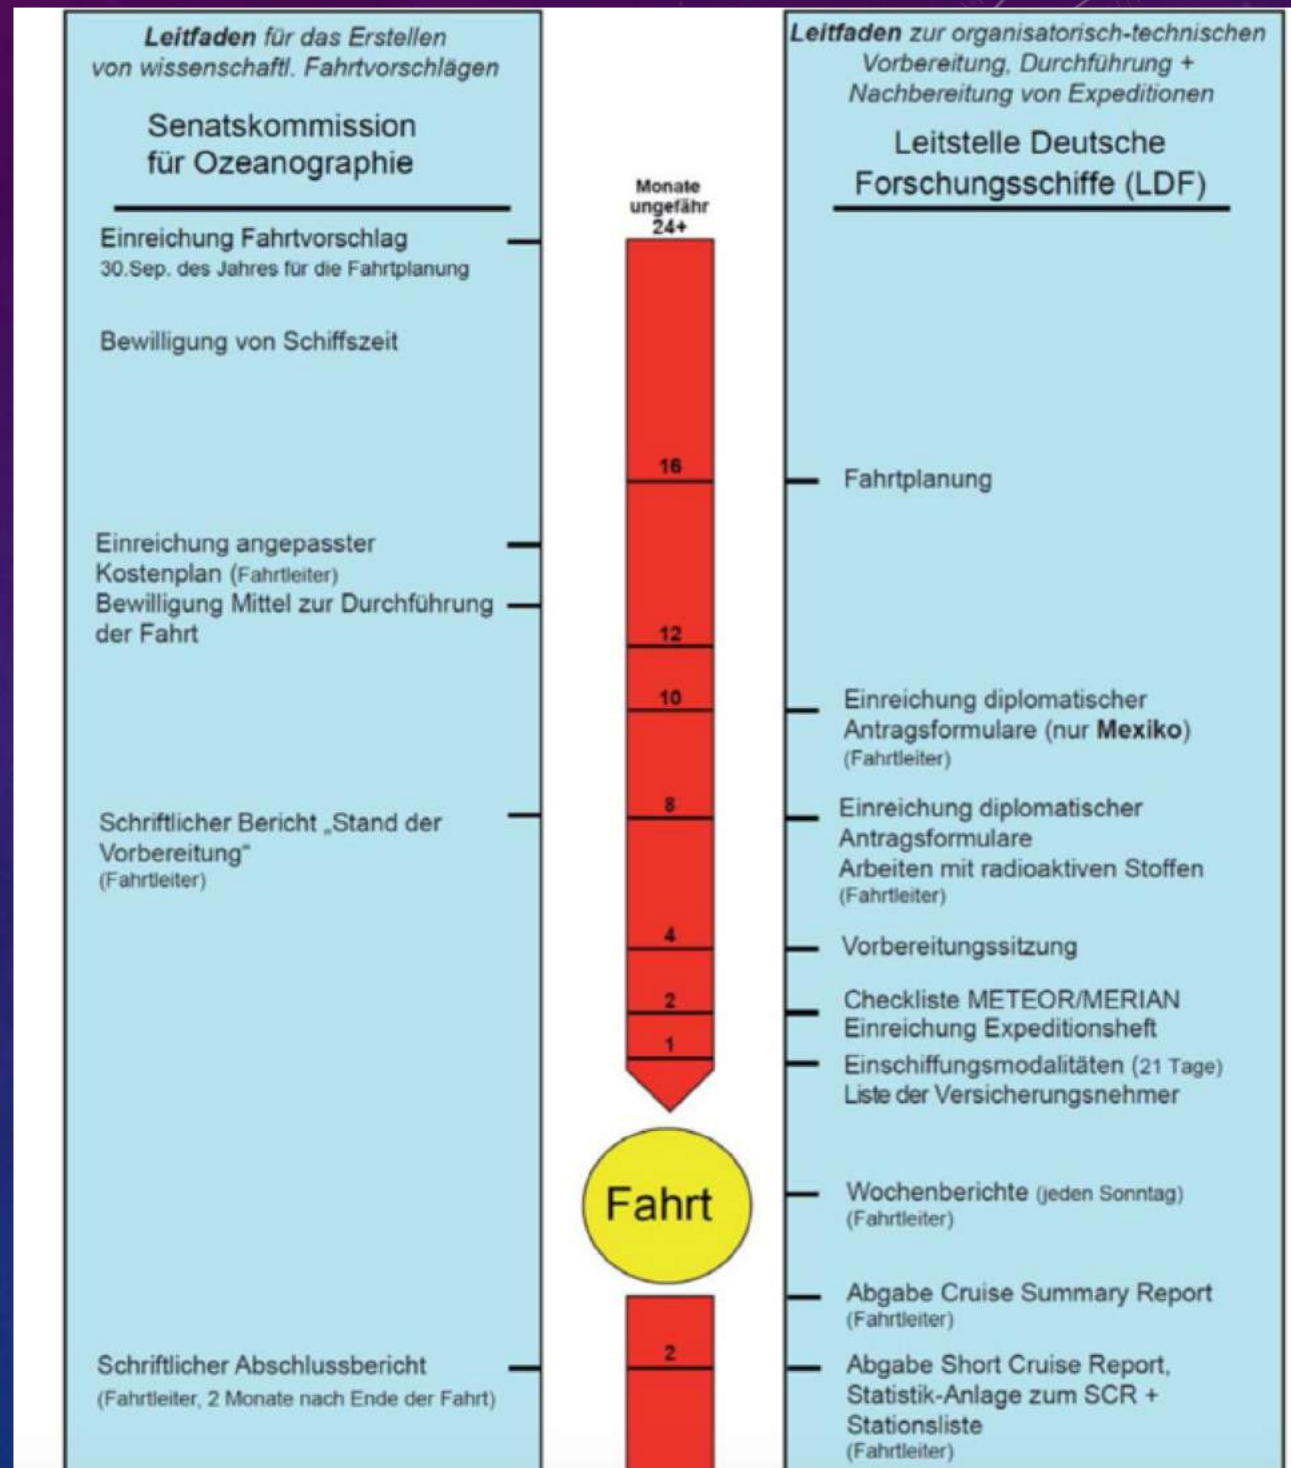 Leitfaden für das Erstellen
von wissenschaftl. Fahrtvorschlägen
Senatskommission
für Ozeanographie
Einreichung Fahrtvorschlag
30.Sep. des Jahres für die Fahrtplanung
Bewilligung von Schiffszeit
Einreichung angepasster
Kostenplan (Fahrtleiter)
Bewilligung Mittel zur Durchführung
der Fahrt
Schriftlicher Bericht „Stand der
Vorbereitung“
(Fahrtleiter)
Schriftlicher Abschlussbericht
(Fahrtleiter, 2 Monate nach Ende der Fahrt)
Monate
ungefähr
24+
16
12
10
8
4
2
1
Fahrt
2
Leitfaden zur organisatorisch-technischen
Vorbereitung, Durchführung +
Nachbereitung von Expeditionen
Leitstelle Deutsche
Forschungsschiffe (LDF)
Fahrtplanung
Einreichung diplomatischer
Antragsformulare (nur Mexiko)
(Fahrtleiter)
Einreichung diplomatischer
Antragsformulare
Arbeiten mit radioaktiven Stoffen
(Fahrtleiter)
Vorbereitungssitzung
Checkliste METEOR/MERIAN
Einreichung Expeditionsheft
Einschiffungsmodalitäten (21 Tage)
Liste der Versicherungsnehmer
Wochenberichte (jeden Sonntag)
(Fahrtleiter)
Abgabe Cruise Summary Report
(Fahrtleiter)
Abgabe Short Cruise Report,
Statistik-Anlage zum SCR +
Stationsliste
(Fahrtleiter)